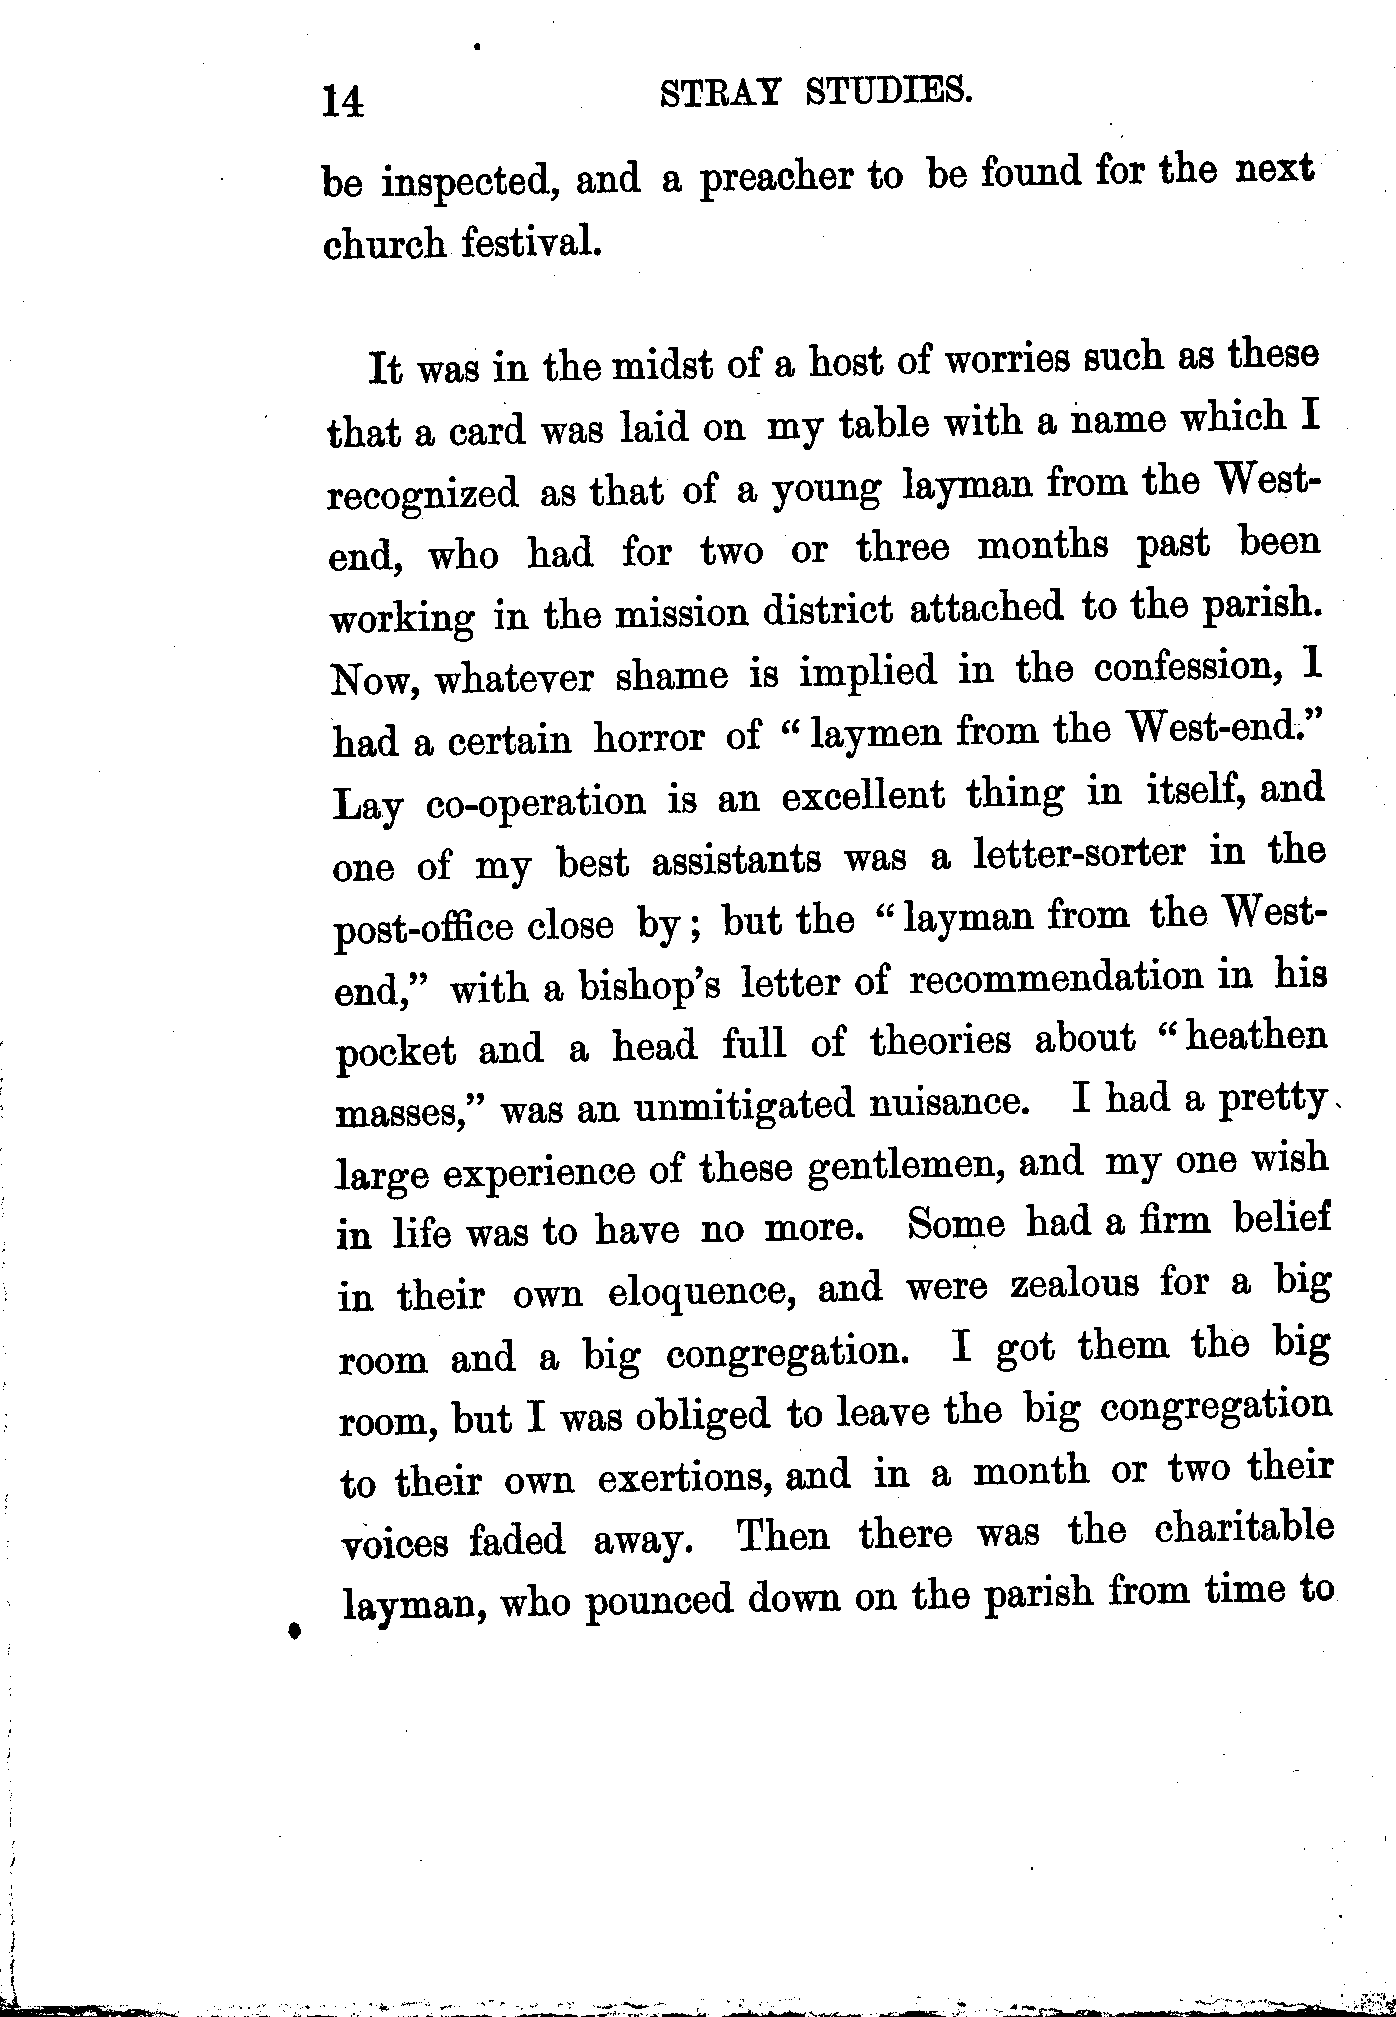 14 STRAY STUDIES.
be inspected, and a preacher to be found for the next
church festival.
It was in the midst of a host of worries such as these
that a card was laid on my table with a name which I
recognized as that of a young layman from the West-
end, who had for two or three months past been
working in the mission district attached to the parish.
Now, whatever shame is implied in the confession, I
had a certain horror of “laymen from the West-end.”
Lay co-operation is an excellent thing in itself, and
one of my best assistants was a letter-sorter in the
post-office close by; but the “layman from the West-
end,” with a bishop’s letter of recommendation in his
pocket and a head full of theories about “heathen
masses,” was an unmitigated nuisance. I had a pretty
large experience of these gentlemen, and my one wish
in life was to have no more. Some had a firm belief
in their own eloquence, and were zealous for a big
room and a big congregation. I got them the big
room, but I was obliged to leave the big congregation
to their own exertions, and in a month or two their
voices faded away. Then there was the charitable
layman, who pounced down on the parish from time to